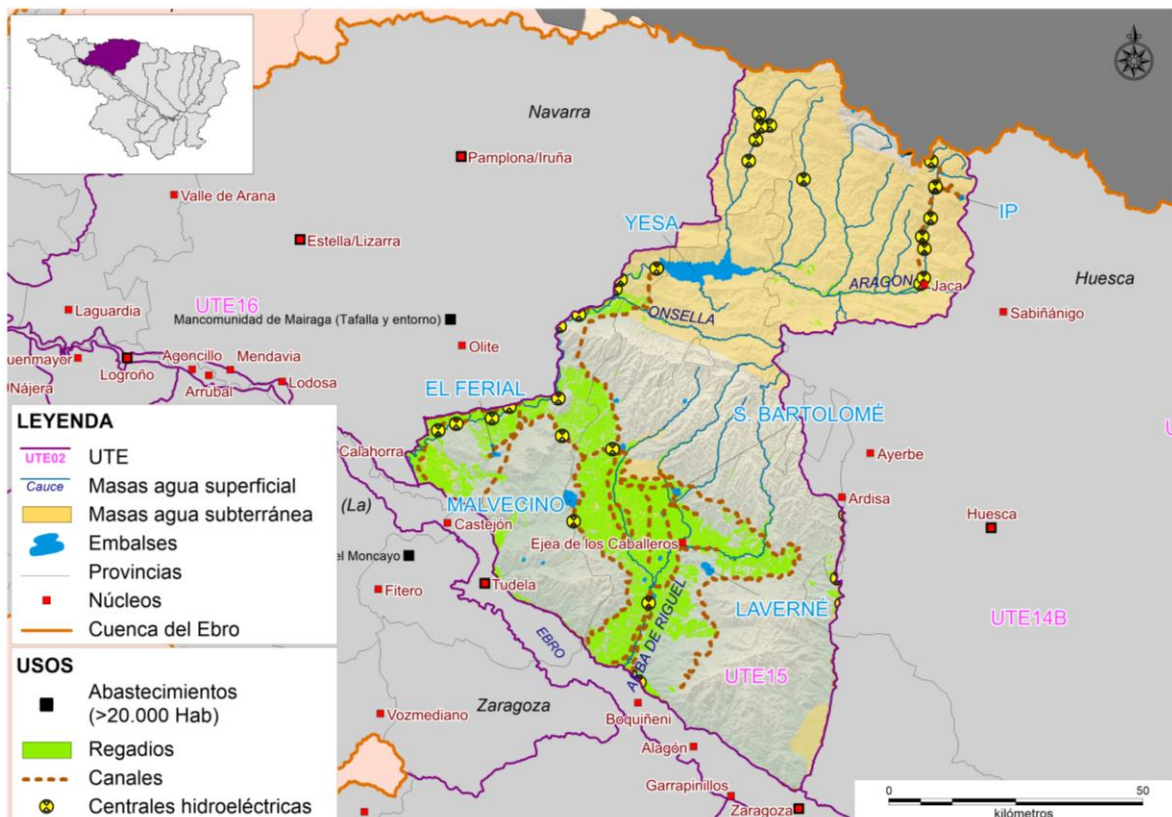 Navarra
Pamplona/Iruña
Valle de Arana
Estella/Lizarra
YESA
IP
ARAGON
Jaca
Huesca
Laguardia
UTE16
Mancomunidad de Mairaga (Tafalla y entorno)
ONSELLA
Sabiñánigo
Olite
uenmayor
Agoncillo
Mendavia
Logroño
Nájera
Arrúbal
Lodosa
EL FERIAL
S. BARTOLOMÉ
LEYENDA
UTE02 UTE
Cauce Masas agua superficial
Masas agua subterránea
Embalses
Provincias
Núcleos
Cuenca del Ebro
Calahorra
Ayerbe
MALVECINO
Ardisa
(La)
Castejón
Huesca
Ejea de los Caballeros
el Moncayo
Tudela
Fitero
LAVERNÉ
UTE14B
EBRO
ARBA DE RIGUEL
UTE15
USOS
Abastecimientos
(>20.000 Hab)
Regadios
Canales
Centrales hidroeléctricas
Vozmediano
Zaragoza
Boquiñeni
Alagón
Garrapinillos
Zaragoza
0
50
kilómetros